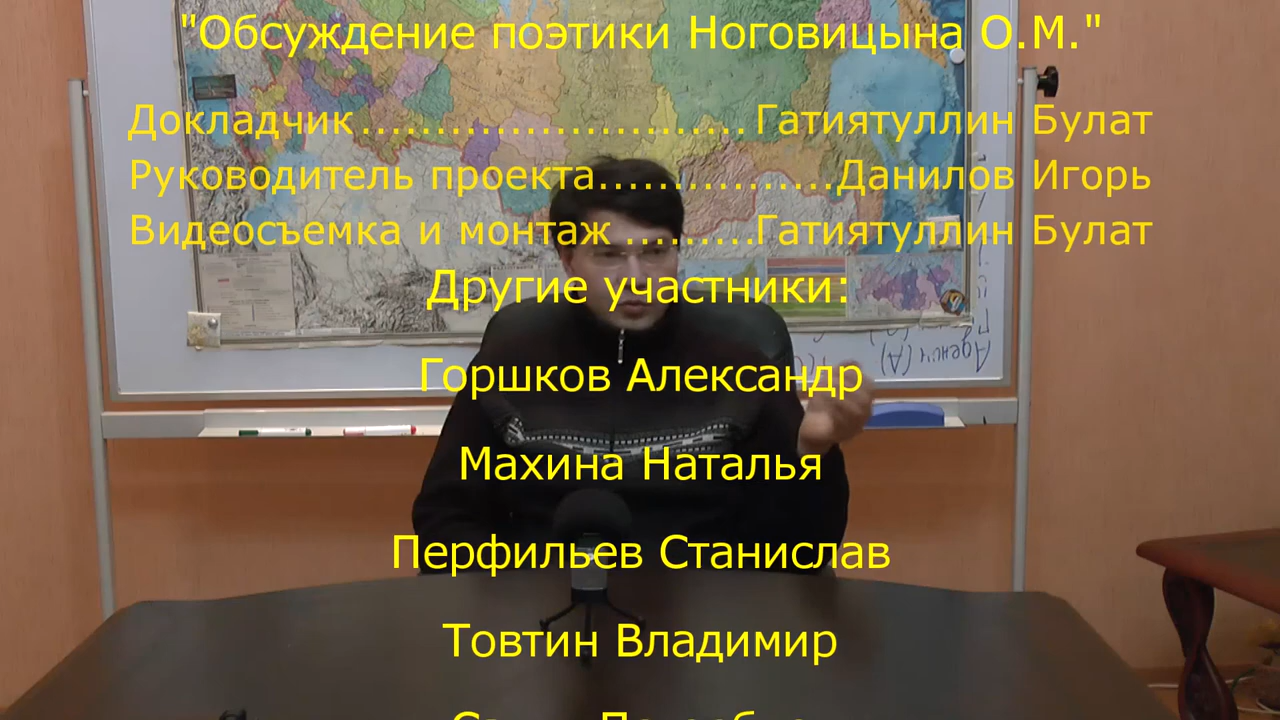 "Обсуждение поэтики Ноговицына О.М."
Докладчик.......................... Гатиятуллин Булат
Руководитель проекта................Данилов Игорь
Видеосъемка и монтаж .........Гатиятуллин Булат
Другие участники:
Горшков Александр
Махина Наталья
Перфильев Станислав
Товтин Владимир